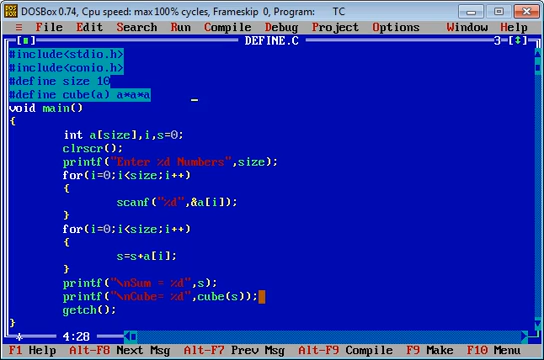 DOSBox 0.74, Cpu speed: max 100% cycles, Frameskip 0, Program: TC
≡ File Edit Search Run Compile Debug Project Options Window Help
[■] DEFINE.C 3=[↕]
#include<stdio.h>
#include<conio.h>
#define size 10
#define cube(a) a*a*a
void main()
{
int a[size],i,s=0;
clrscr();
printf("Enter %d Numbers",size);
for(i=0;i<size;i++)
{
scanf("%d",&a[i]);
}
for(i=0;i<size;i++)
{
s=s+a[i];
}
printf("\nSum = %d",s);
printf("\nCube= %d",cube(s));
getch();
}
* 4:28
F1 Help Alt-F8 Next Msg Alt-F7 Prev Msg Alt-F9 Compile F9 Make F10 Menu